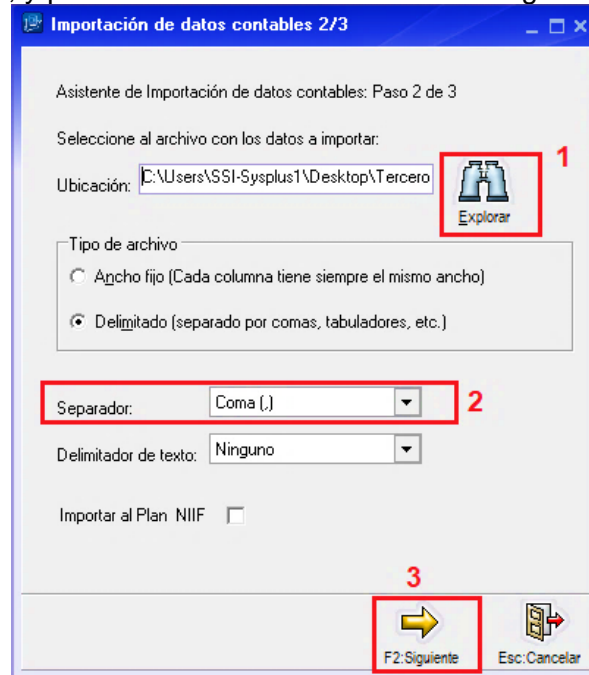 Importación de datos contables 2/3
Asistente de Importación de datos contables: Paso 2 de 3
Seleccione al archivo con los datos a importar:
1
Ubicación: C:\Users\SSI-Sysplus1\Desktop\Tercero
Explorar
Tipo de archivo
Ancho fijo (Cada columna tiene siempre el mismo ancho)
Delimitado (separado por comas, tabuladores, etc.)
Separador: Coma (,) 2
Delimitador de texto: Ninguno
Importar al Plan NIIF
3
F2:Siguiente Esc:Cancelar